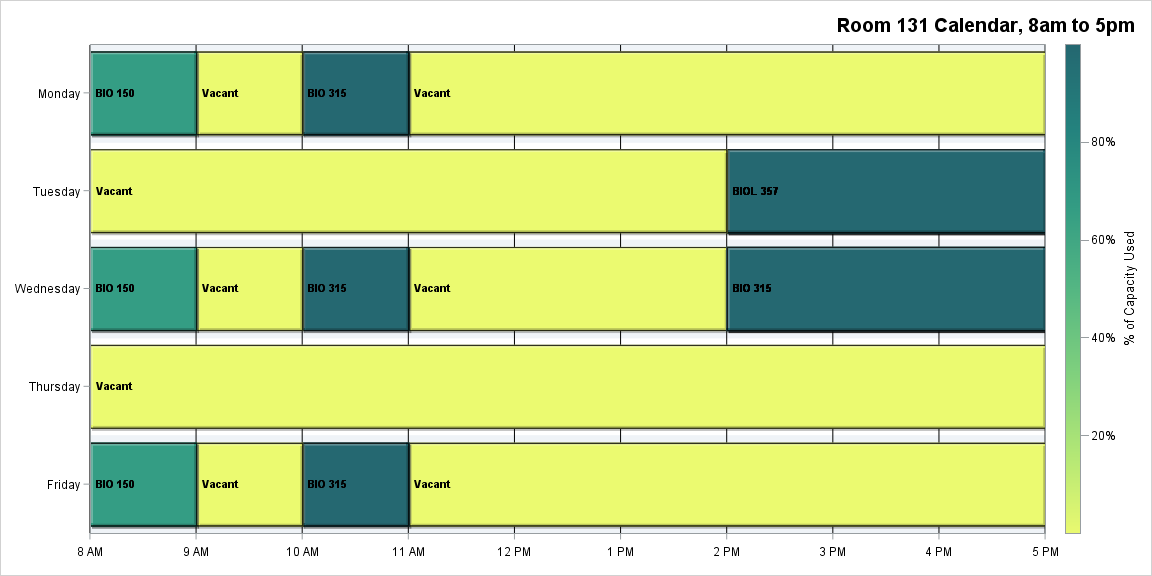 Room 131 Calendar, 8am to 5pm
Monday
BIO 150
Vacant
BIO 315
Vacant
Tuesday
Vacant
BIOL 357
Wednesday
BIO 150
Vacant
BIO 315
Vacant
BIO 315
Thursday
Vacant
Friday
BIO 150
Vacant
BIO 315
Vacant
8 AM
9 AM
10 AM
11 AM
12 PM
1 PM
2 PM
3 PM
4 PM
5 PM
80%
60%
40%
20%
% of Capacity Used